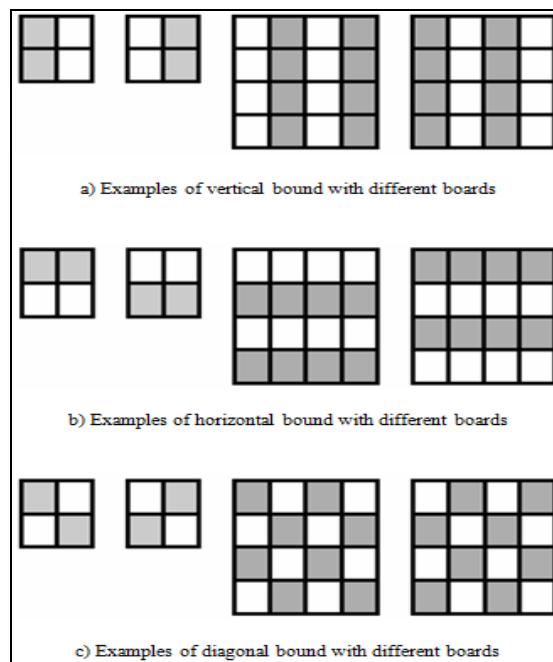 a) Examples of vertical bound with different boards
b) Examples of horizontal bound with different boards
c) Examples of diagonal bound with different boards